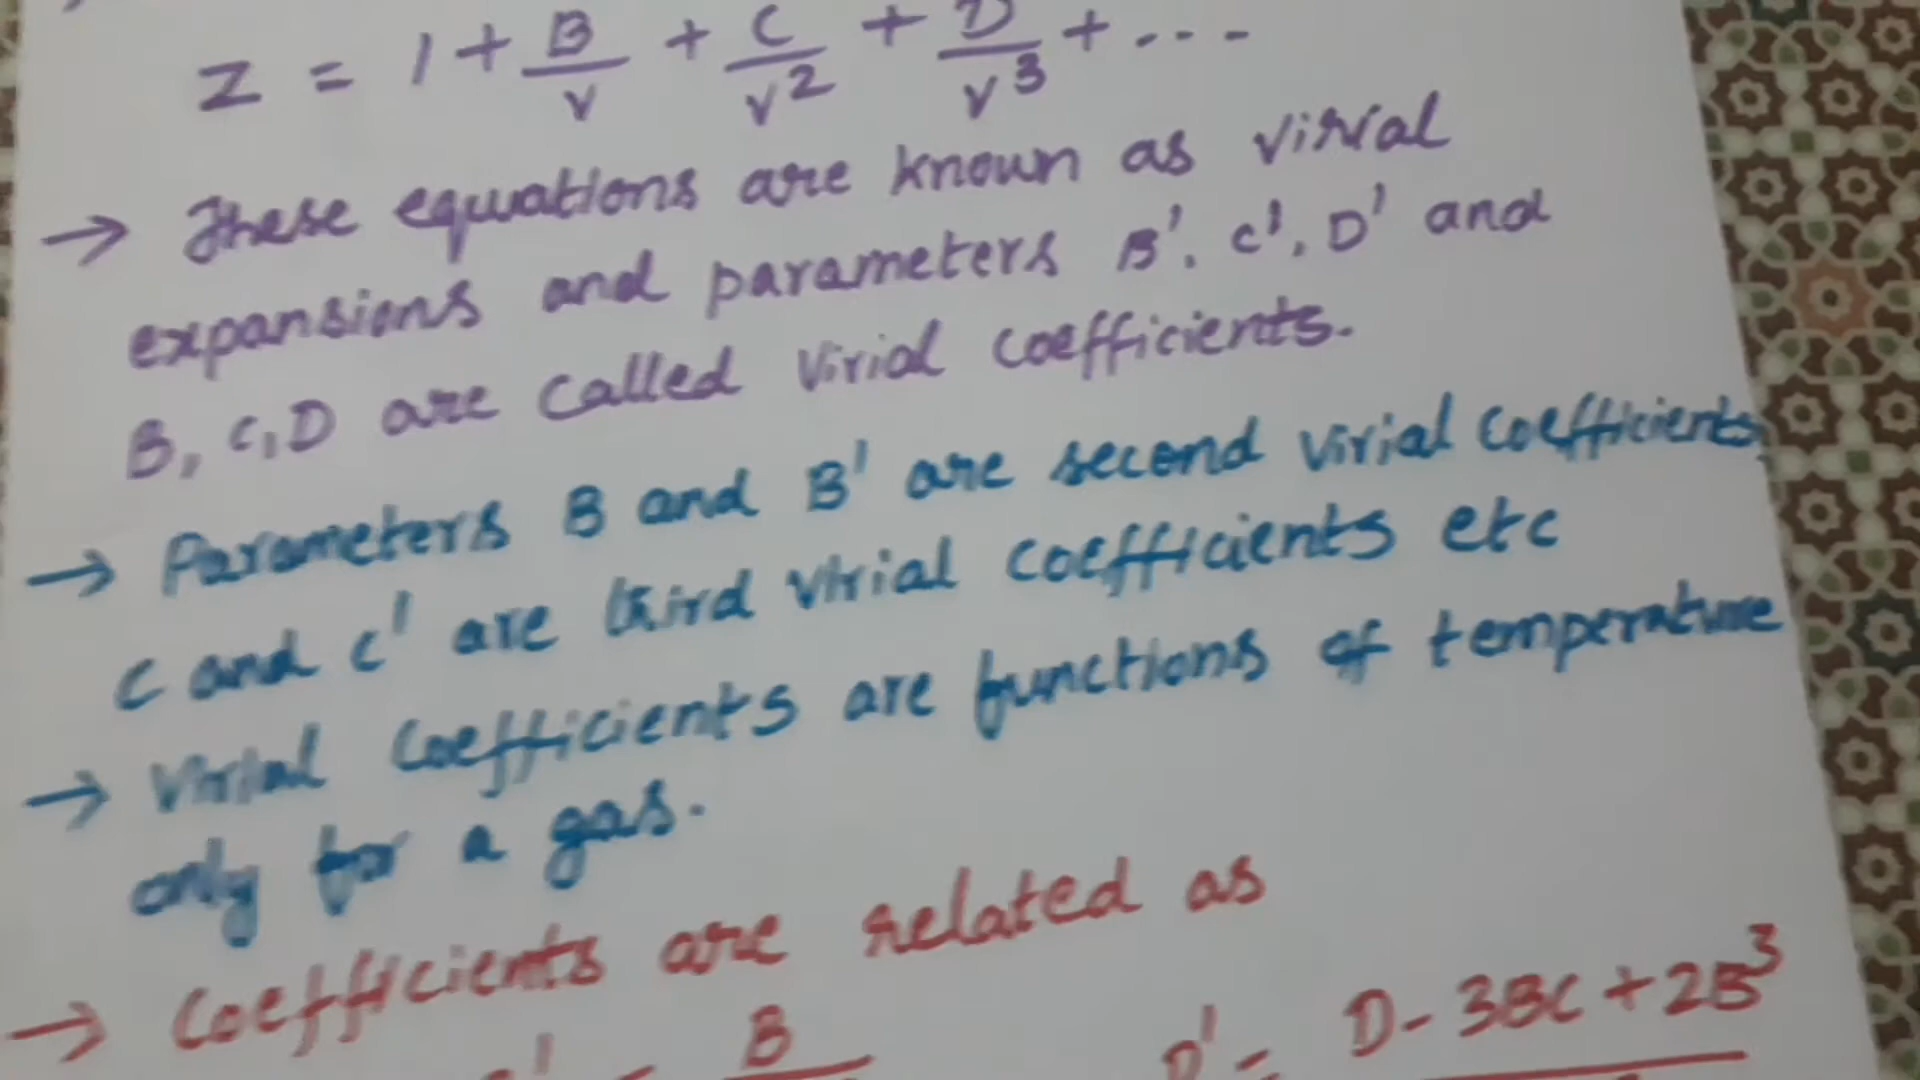 Z = 1 + B/V + C/V² + D/V³ + ...
→ These equations are known as virial
expansions and parameters B', C', D' and
B, C, D are called Virial coefficients.
→ Parameters B and B' are second virial coefficients,
C and C' are third virial coefficients etc
→ Virial coefficients are functions of temperature
only for a gas.
→ Coefficients are related as
B
D' = D - 3BC + 2B³